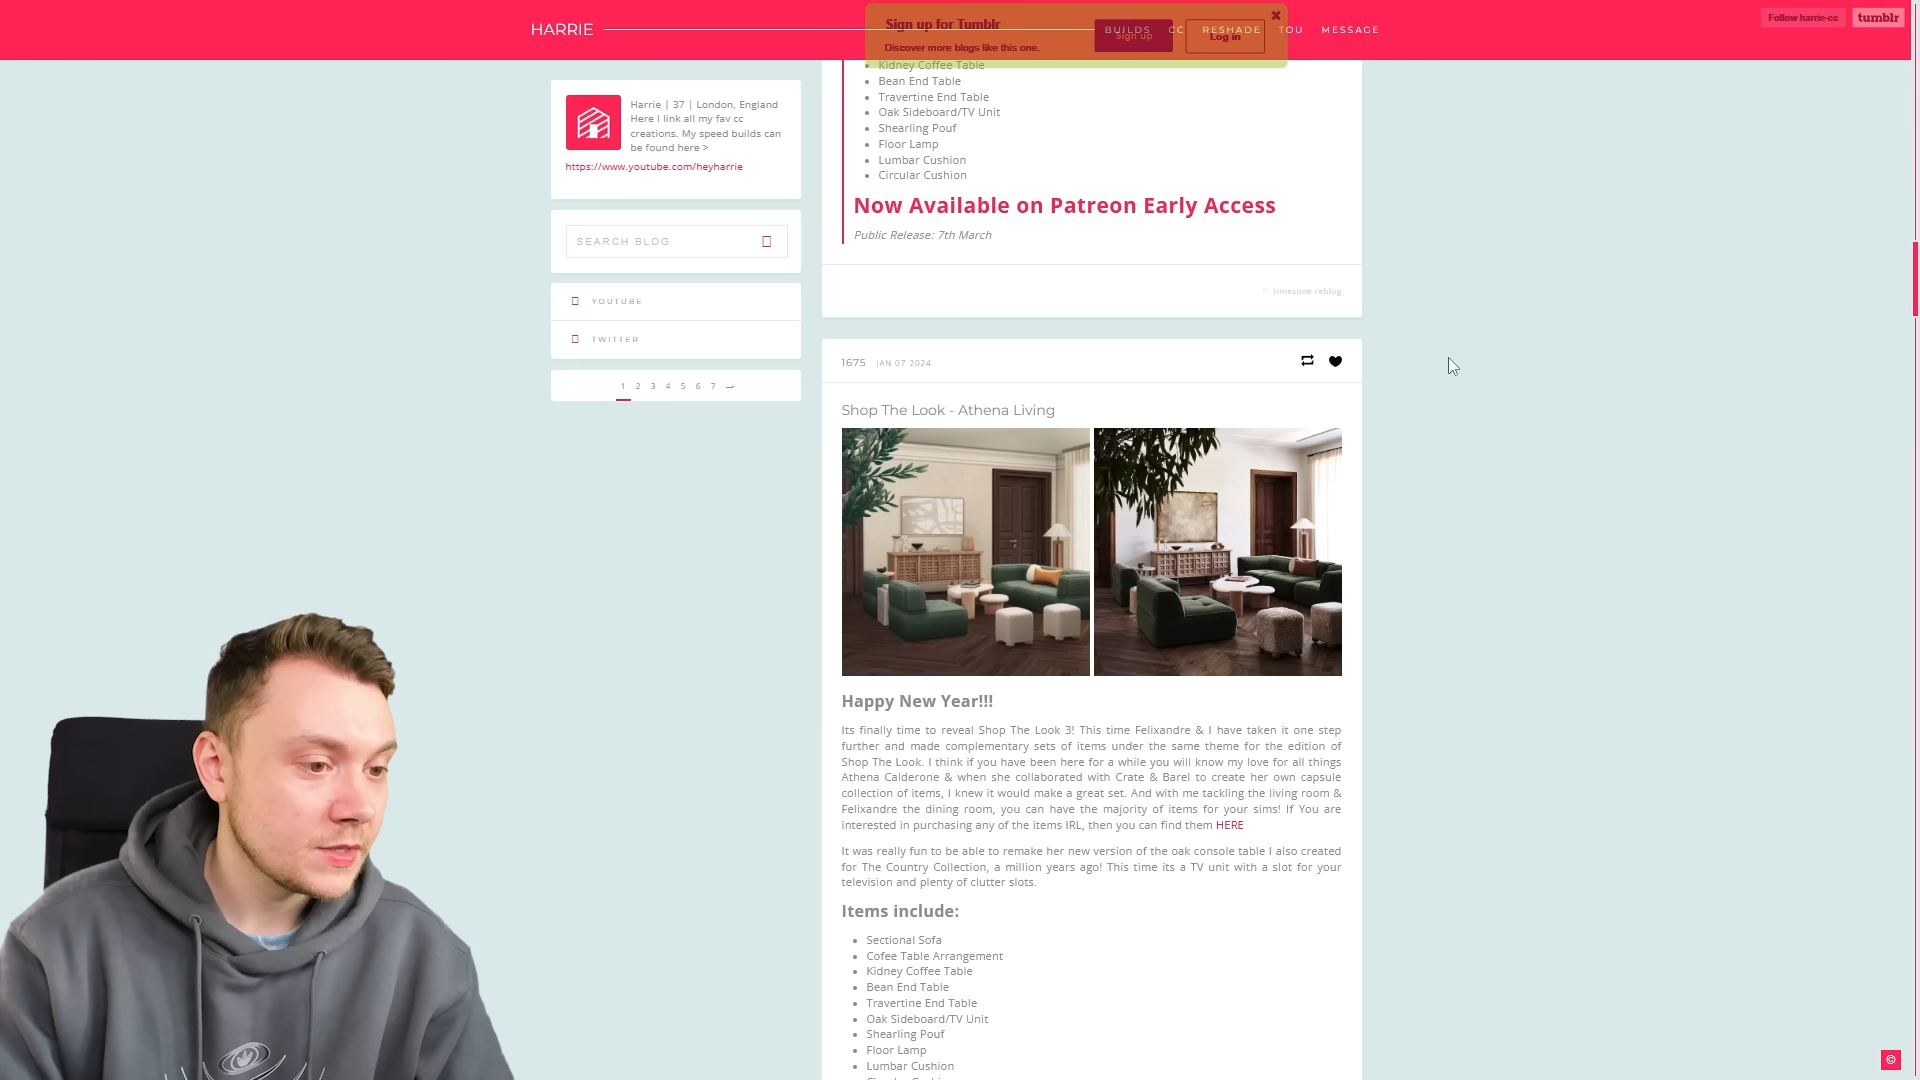 HARRIE
Sign up for Tumblr
Discover more blogs like this one.
Sign up
Log in
BUILDS
CC
RESHADE
TOU
MESSAGE
Follow harrie-cc
tumblr
Harrie | 37 | London, England
Here I link all my fav cc
creations. My speed builds can
be found here >
https://www.youtube.com/heyharrie
SEARCH BLOG
YOUTUBE
TWITTER
1 2 3 4 5 6 7
Kidney Coffee Table
Bean End Table
Travertine End Table
Oak Sideboard/TV Unit
Shearling Pouf
Floor Lamp
Lumbar Cushion
Circular Cushion
Now Available on Patreon Early Access
Public Release: 7th March
timezone reblog
1675 JAN 07 2024
Shop The Look - Athena Living
Happy New Year!!!
Its finally time to reveal Shop The Look 3! This time Felixandre & I have taken it one step
further and made complementary sets of items under the same theme for the edition of
Shop The Look. I think if you have been here for a while you will know my love for all things
Athena Calderone & when she collaborated with Crate & Barel to create her own capsule
collection of items, I knew it would make a great set. And with me tackling the living room &
Felixandre the dining room, you can have the majority of items for your sims! If You are
interested in purchasing any of the items IRL, then you can find them HERE
It was really fun to be able to remake her new version of the oak console table I also created
for The Country Collection, a million years ago! This time its a TV unit with a slot for your
television and plenty of clutter slots.
Items include:
Sectional Sofa
Cofee Table Arrangement
Kidney Coffee Table
Bean End Table
Travertine End Table
Oak Sideboard/TV Unit
Shearling Pouf
Floor Lamp
Lumbar Cushion
©